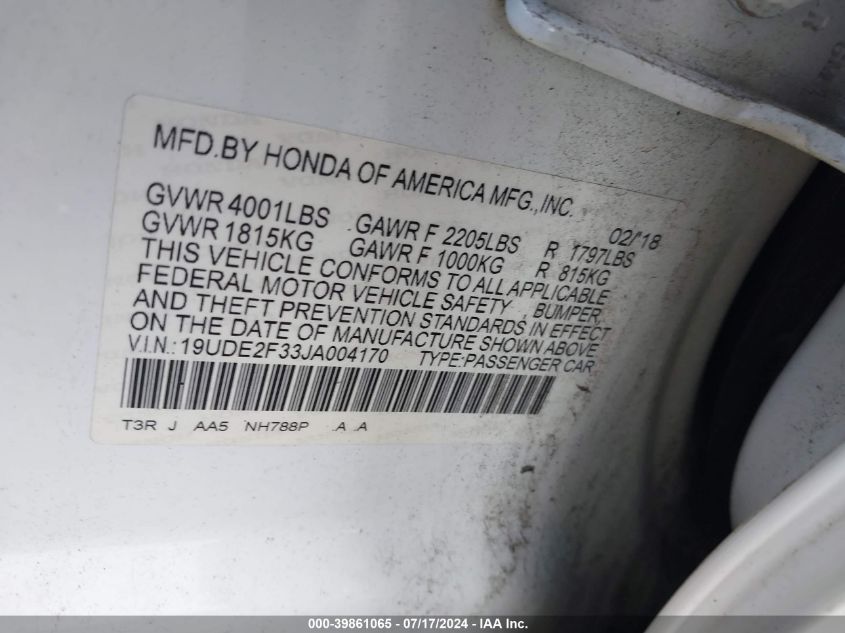 MFD.BY HONDA OF AMERICA MFG.,INC. 02/'18
GVWR 4001LBS GAWR F 2205LBS R 1797LBS
GVWR 1815KG GAWR F 1000KG R 815KG
THIS VEHICLE CONFORMS TO ALL APPLICABLE
FEDERAL MOTOR VEHICLE SAFETY , BUMPER,
AND THEFT PREVENTION STANDARDS IN EFFECT
ON THE DATE OF MANUFACTURE SHOWN ABOVE
V.I.N.:19UDE2F33JA004170 TYPE:PASSENGER CAR
T3R J AA5 NH788P .A .A
000-39861065 - 07/17/2024 - IAA Inc.